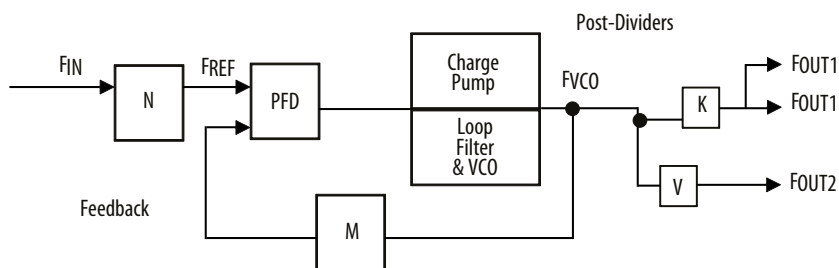 Post-Dividers
FIN
N
FREF
PFD
Charge
Pump
Loop
Filter
& VCO
FVCO
K
FOUT1
FOUT1
V
FOUT2
Feedback
M